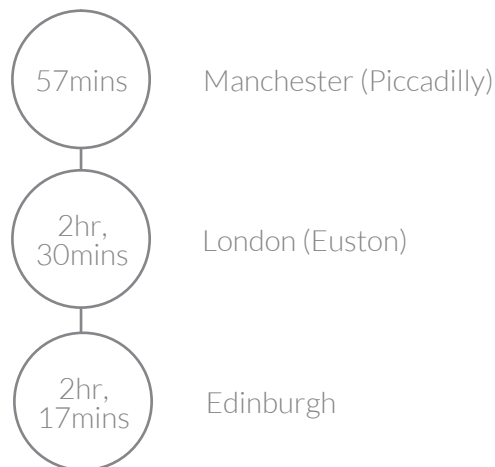 57mins
Manchester (Piccadilly)
2hr,
30mins
London (Euston)
2hr,
17mins
Edinburgh